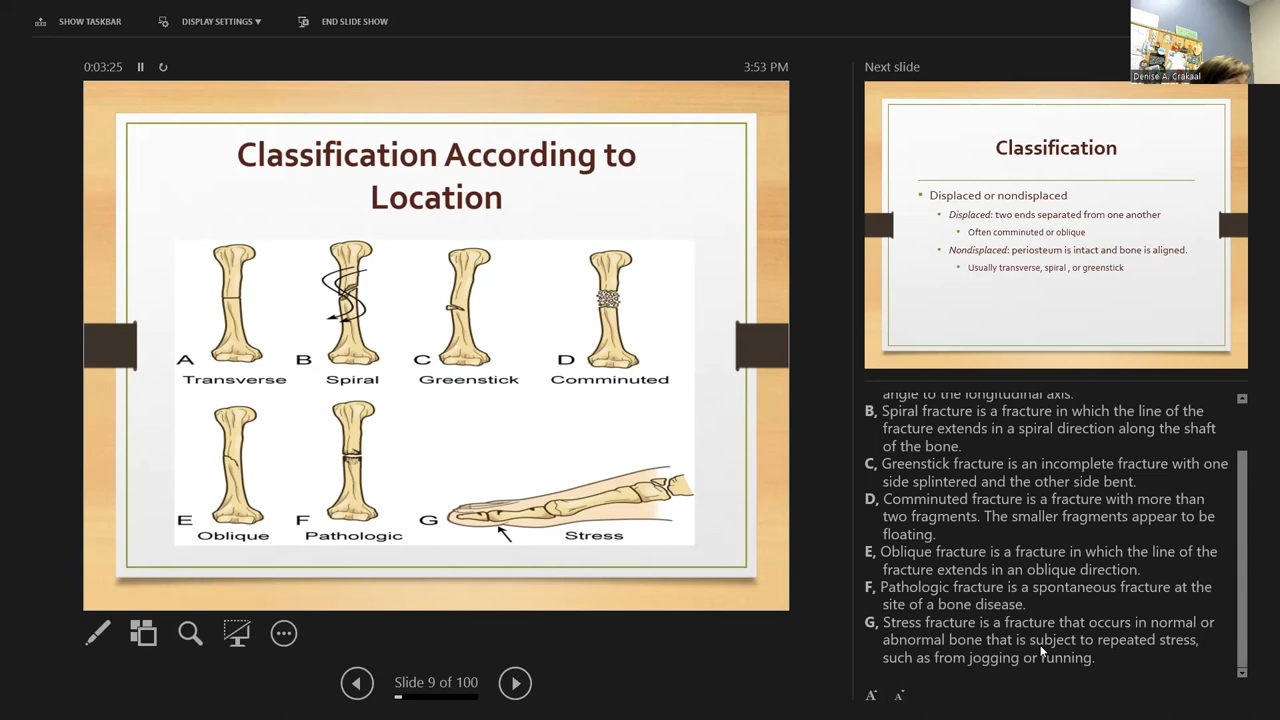 SHOW TASKBAR
DISPLAY SETTINGS ▼
END SLIDE SHOW
0:03:25
3:53 PM
Classification According to
Location
A
Transverse
B
Spiral
C
Greenstick
D
Comminuted
E
Oblique
F
Pathologic
G
Stress
Slide 9 of 100
Next slide
Denise A. Crakaal
Classification
• Displaced or nondisplaced
• Displaced: two ends separated from one another
• Often comminuted or oblique
• Nondisplaced: periosteum is intact and bone is aligned.
• Usually transverse, spiral , or greenstick
angle to the longitudinal axis.
B, Spiral fracture is a fracture in which the line of the
fracture extends in a spiral direction along the shaft
of the bone.
C, Greenstick fracture is an incomplete fracture with one
side splintered and the other side bent.
D, Comminuted fracture is a fracture with more than
two fragments. The smaller fragments appear to be
floating.
E, Oblique fracture is a fracture in which the line of the
fracture extends in an oblique direction.
F, Pathologic fracture is a spontaneous fracture at the
site of a bone disease.
G, Stress fracture is a fracture that occurs in normal or
abnormal bone that is subject to repeated stress,
such as from jogging or running.
A A